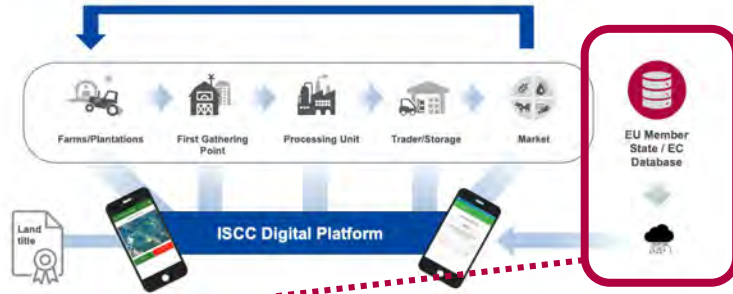 Farms/Plantations
First Gathering
Point
Processing Unit
Trader/Storage
Market
EU Member
State / EC
Database
Land
title
ISCC Digital Platform